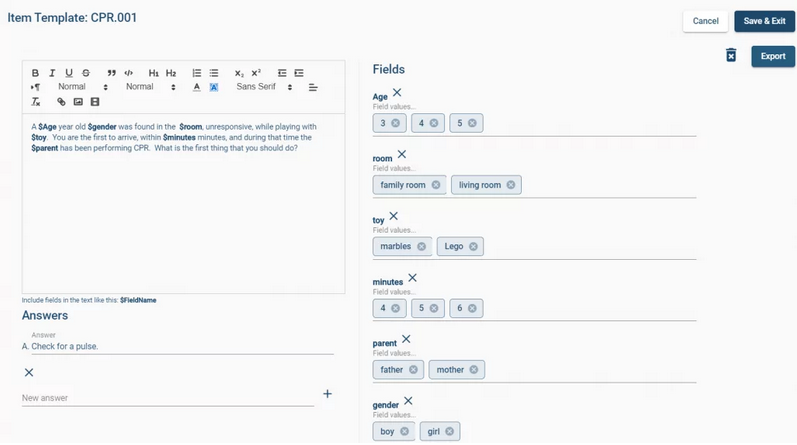 Item Template: CPR.001
Cancel
Save & Exit
Export
Normal
Normal
Sans Serif
A $Age year old $gender was found in the $room, unresponsive, while playing with
$toy. You are the first to arrive, within $minutes minutes, and during that time the
$parent has been performing CPR. What is the first thing that you should do?
Include fields in the text like this: $FieldName
Answers
Answer
A. Check for a pulse.
New answer
Fields
Age
Field values...
3 4 5
room
Field values...
family room living room
toy
Field values...
marbles Lego
minutes
Field values...
4 5 6
parent
Field values...
father mother
gender
Field values...
boy girl